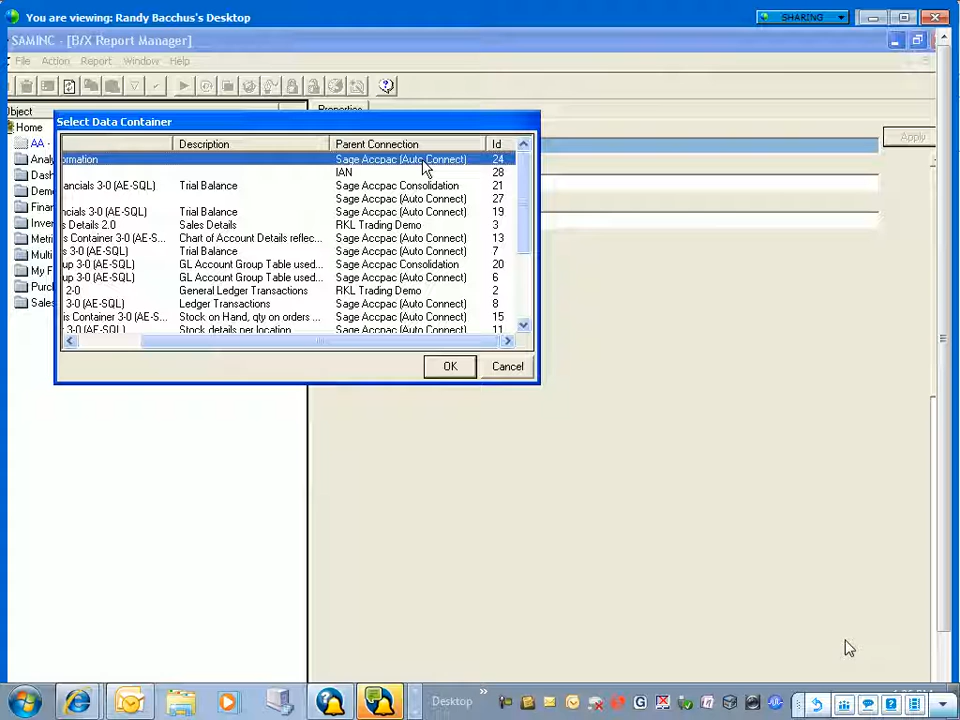 You are viewing: Randy Bacchus's Desktop
SHARING
SAMINC - [B/X Report Manager]
File Action Report Window Help
Object
Properties
Home
AA -
Analy
Dash
Demo
Finan
Inver
Metri
Multi
My F
Purch
Sales
Apply
Select Data Container
Description Parent Connection Id
ormation Sage Accpac (Auto Connect) 24
IAN 28
ancials 3-0 (AE-SQL) Trial Balance Sage Accpac Consolidation 21
Sage Accpac (Auto Connect) 27
ncials 3-0 (AE-SQL) Trial Balance Sage Accpac (Auto Connect) 19
s Details 2.0 Sales Details RKL Trading Demo 3
s Container 3-0 (AE-S... Chart of Account Details reflec... Sage Accpac (Auto Connect) 13
s 3-0 (AE-SQL) Trial Balance Sage Accpac (Auto Connect) 7
up 3-0 (AE-SQL) GL Account Group Table used... Sage Accpac Consolidation 20
up 3-0 (AE-SQL) GL Account Group Table used... Sage Accpac (Auto Connect) 6
2-0 General Ledger Transactions RKL Trading Demo 2
3-0 (AE-SQL) Ledger Transactions Sage Accpac (Auto Connect) 8
is Container 3-0 (AE-S... Stock on Hand, qty on orders ... Sage Accpac (Auto Connect) 15
3-0 (AE-SQL) Stock details per location Sage Accpac (Auto Connect) 11
OK Cancel
Desktop